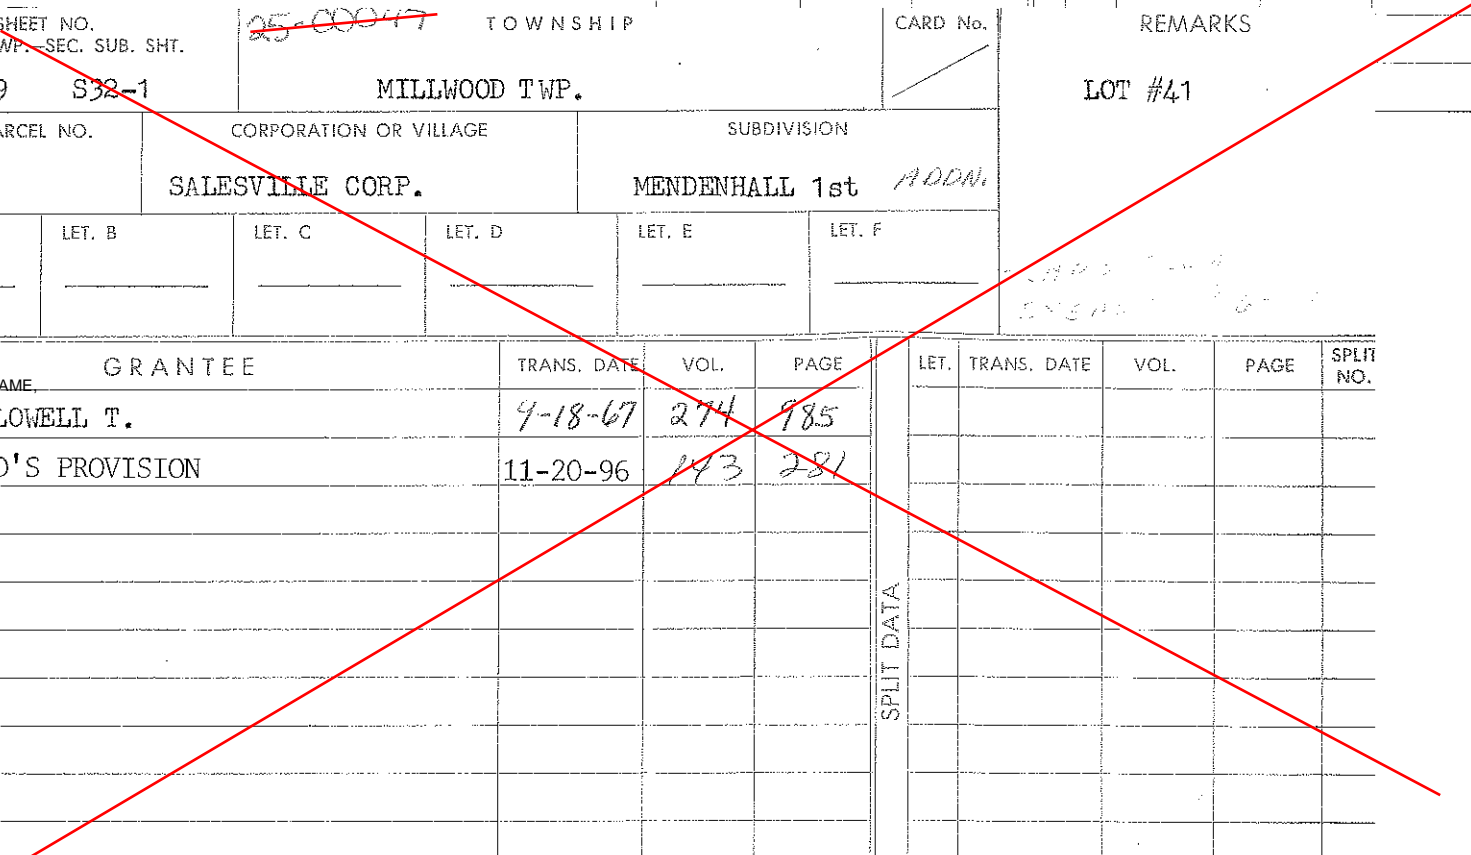 SHEET NO. 25-00047 TOWNSHIP CARD No. REMARKS
WP.-SEC. SUB. SHT.
9 S32-1 MILLWOOD TWP. LOT #41
ARCEL NO. CORPORATION OR VILLAGE SUBDIVISION
SALESVILLE CORP. MENDENHALL 1st ADDN.
LET. B LET. C LET. D LET. E LET. F
GRANTEE TRANS. DATE VOL. PAGE LET. TRANS. DATE VOL. PAGE SPLIT NO.
AME,
LOWELL T. 4-18-67 274 985
O'S PROVISION 11-20-96 143 281
SPLIT DATA